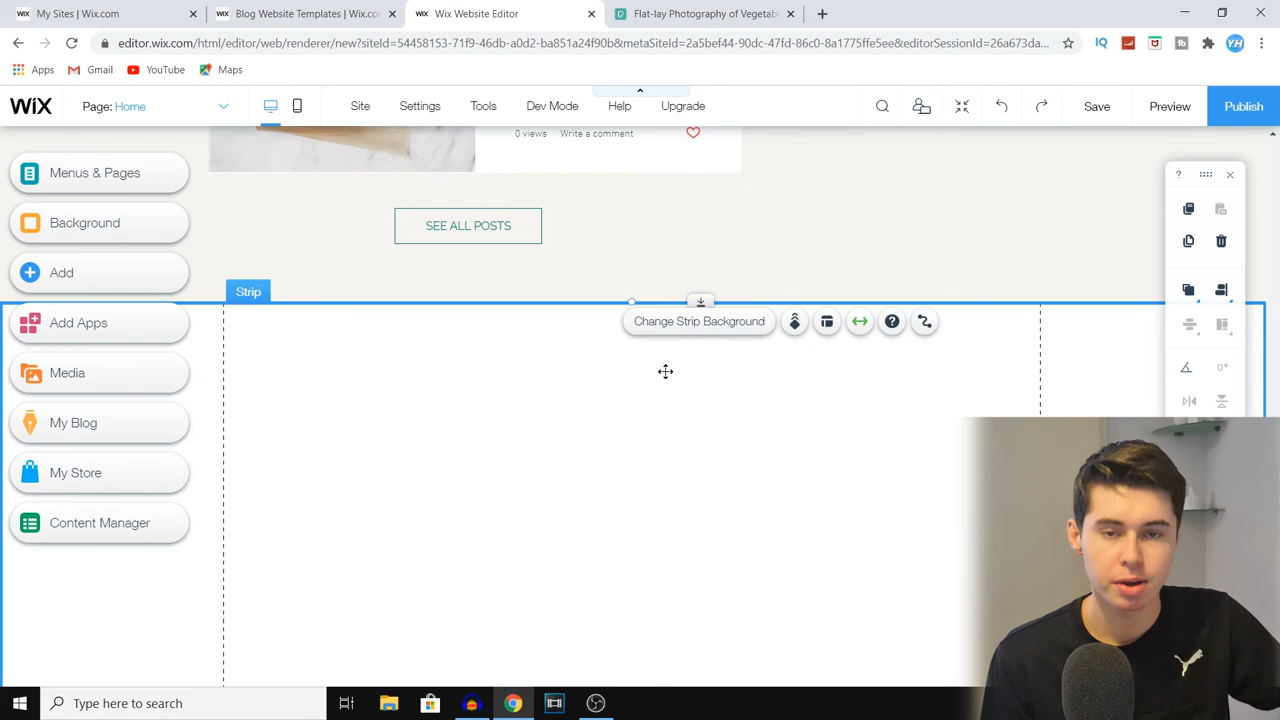 My Sites | Wix.com
Blog Website Templates | Wix.co
Wix Website Editor
Flat-lay Photography of Vegetab
editor.wix.com/html/editor/web/renderer/new?siteId=54458153-71f9-46db-a0d2-ba851a24f90b&metaSiteId=2a5bef44-90dc-47fd-86c0-8a1775ffe5ee&editorSessionId=26a673da...
YH
Apps
Gmail
YouTube
Maps
WiX
Page: Home
Site
Settings
Tools
Dev Mode
Help
Upgrade
Save
Preview
Publish
0 views
Write a comment
Menus & Pages
Background
Add
Add Apps
Media
My Blog
My Store
Content Manager
SEE ALL POSTS
Strip
Change Strip Background
0°
Type here to search